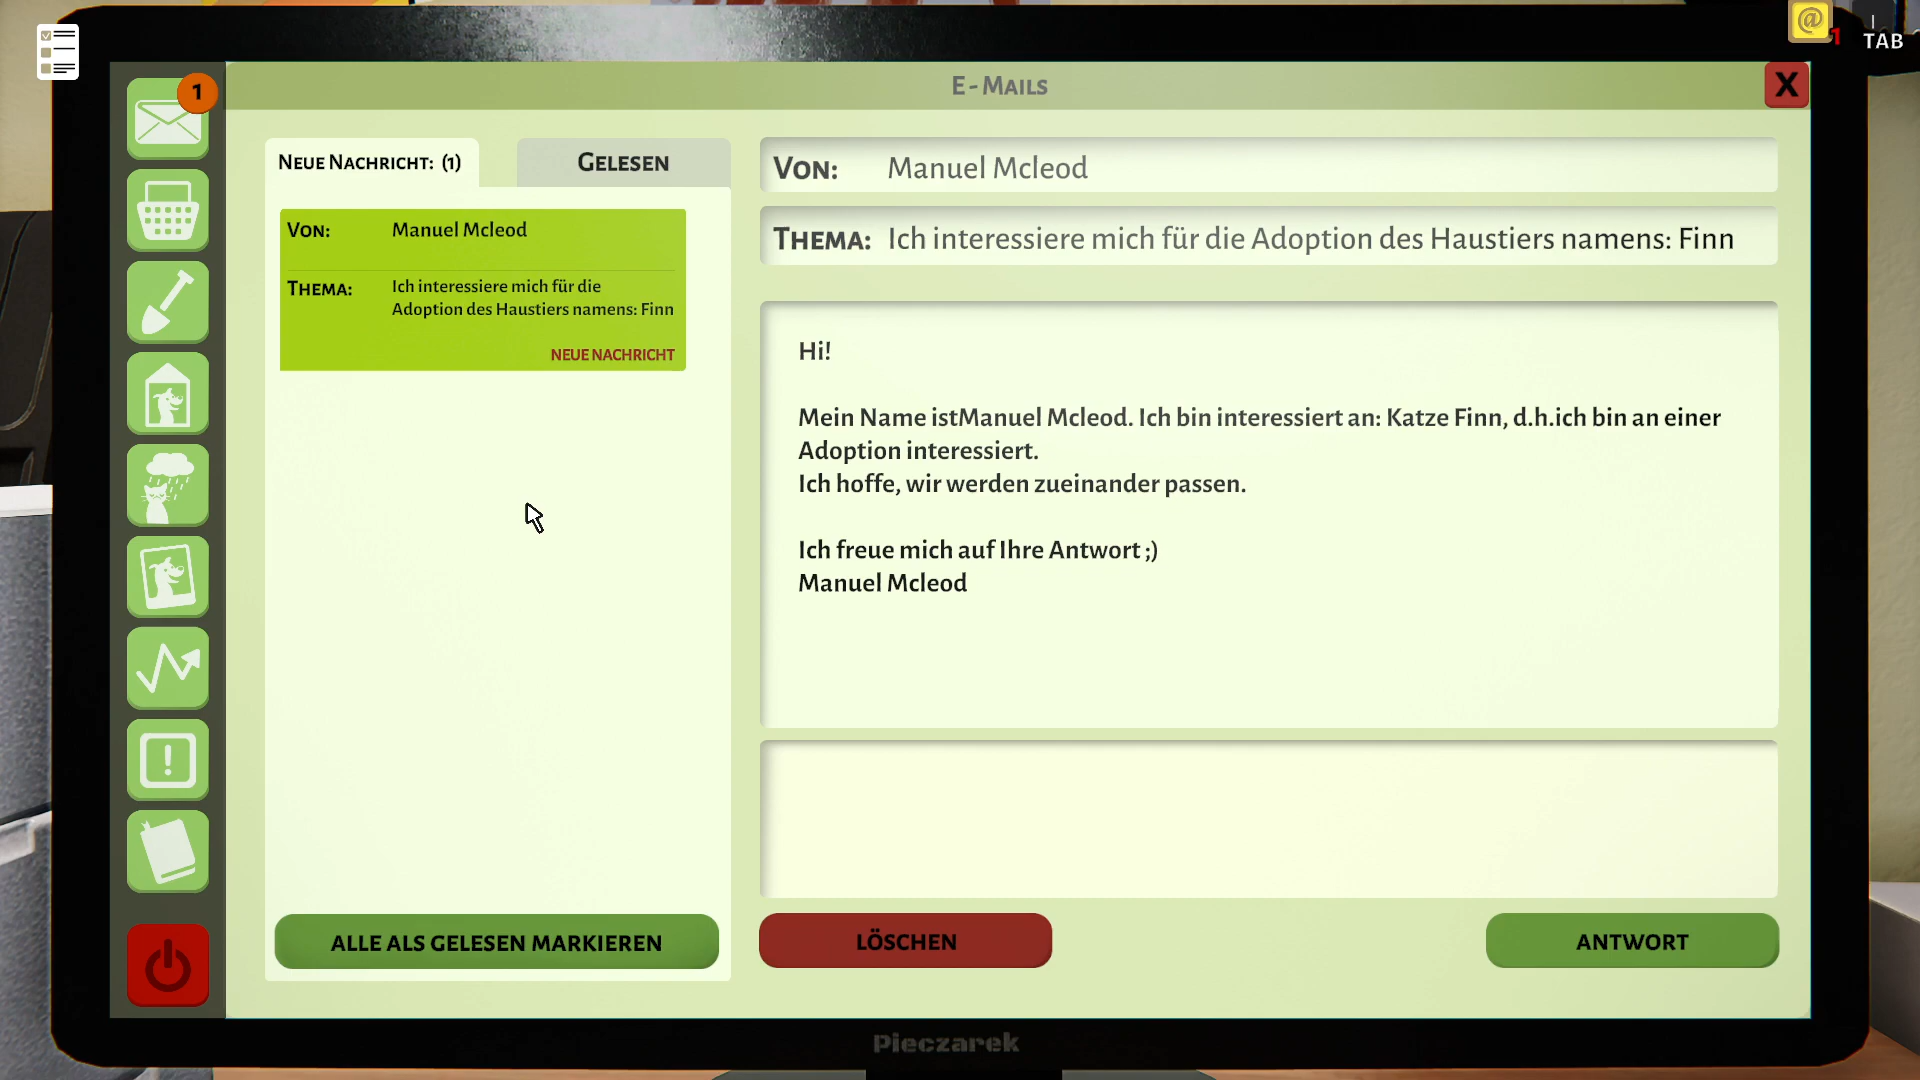 1
TAB
1
E-Mails
X
Neue Nachricht: (1)
Gelesen
Von: Manuel Mcleod
Thema: Ich interessiere mich für die
Adoption des Haustiers namens: Finn
NEUE NACHRICHT
ALLE ALS GELESEN MARKIEREN
Von: Manuel Mcleod
Thema: Ich interessiere mich für die Adoption des Haustiers namens: Finn
Hi!
Mein Name istManuel Mcleod. Ich bin interessiert an: Katze Finn, d.h.ich bin an einer
Adoption interessiert.
Ich hoffe, wir werden zueinander passen.
Ich freue mich auf Ihre Antwort ;)
Manuel Mcleod
LÖSCHEN
ANTWORT
Pieczarek